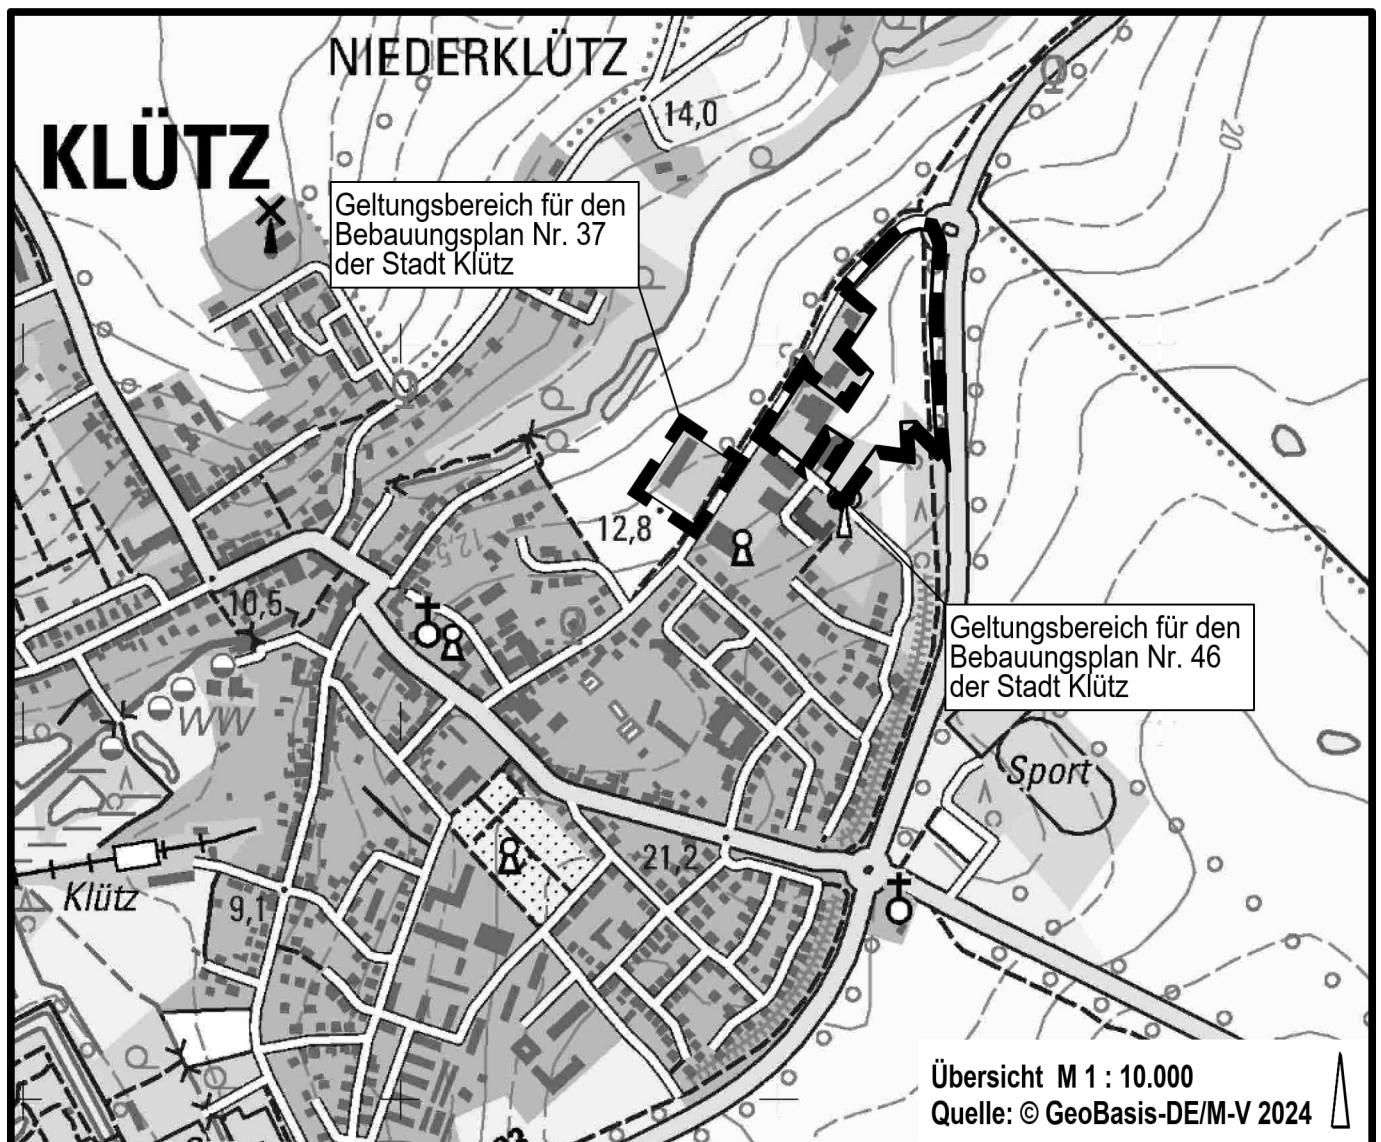 NIEDERKLÜTZ
KLÜTZ
14,0
20
Geltungsbereich für den
Bebauungsplan Nr. 37
der Stadt Klütz
12,8
12,5
10,5
WW
Geltungsbereich für den
Bebauungsplan Nr. 46
der Stadt Klütz
Sport
21,2
Klütz
9,1
Übersicht M 1 : 10.000
Quelle: © GeoBasis-DE/M-V 2024